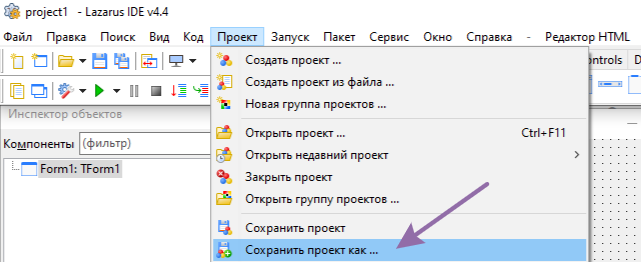 project1 - Lazarus IDE v4.4
Файл Правка Поиск Вид Код Проект Запуск Пакет Сервис Окно Справка - Редактор HTML
Создать проект ...
Создать проект из файла ...
Новая группа проектов ...
Инспектор объектов
Компоненты (фильтр)
Form1: TForm1
Открыть проект ... Ctrl+F11
Открыть недавний проект
Закрыть проект
Открыть группу проектов ...
Сохранить проект
Сохранить проект как ...